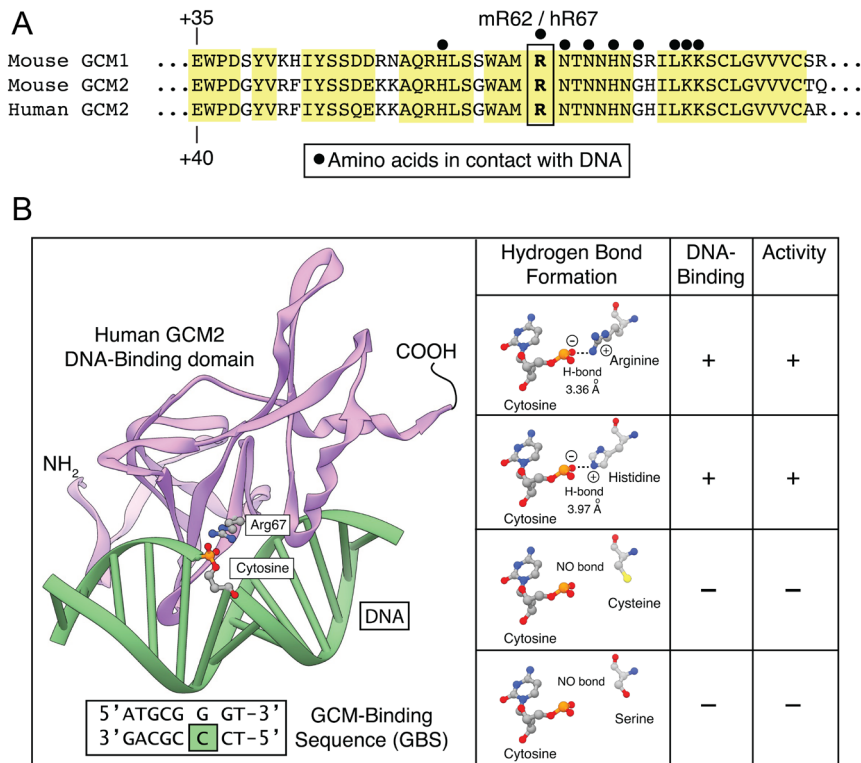 A
+35
mR62 / hR67
Mouse GCM1 ...EWPDSYVKHIYSSDDRNAQRHLSSWAM R NTNNHNSRILKKSCLGVVVCSR...
Mouse GCM2 ...EWPDGYVRFIYSSDEKKAQRHLSGWAM R NTNNHNGHILKKSCLGVVVCTQ...
Human GCM2 ...EWPDGYVRFIYSSQEKKAQRHLSGWAM R NTNNHNGHILKKSCLGVVVCAR...
+40
Amino acids in contact with DNA
B
Human GCM2
DNA-Binding domain
COOH
NH2
Arg67
Cytosine
DNA
5'ATGCG G GT-3'
3'GACGC C CT-5'
GCM-Binding
Sequence (GBS)
Hydrogen Bond
Formation
DNA-
Binding
Activity
−
+
Arginine
H-bond
3.36 Å
Cytosine
+
+
−
+
Histidine
H-bond
3.97 Å
Cytosine
+
+
NO bond
Cysteine
Cytosine
−
−
NO bond
Serine
Cytosine
−
−